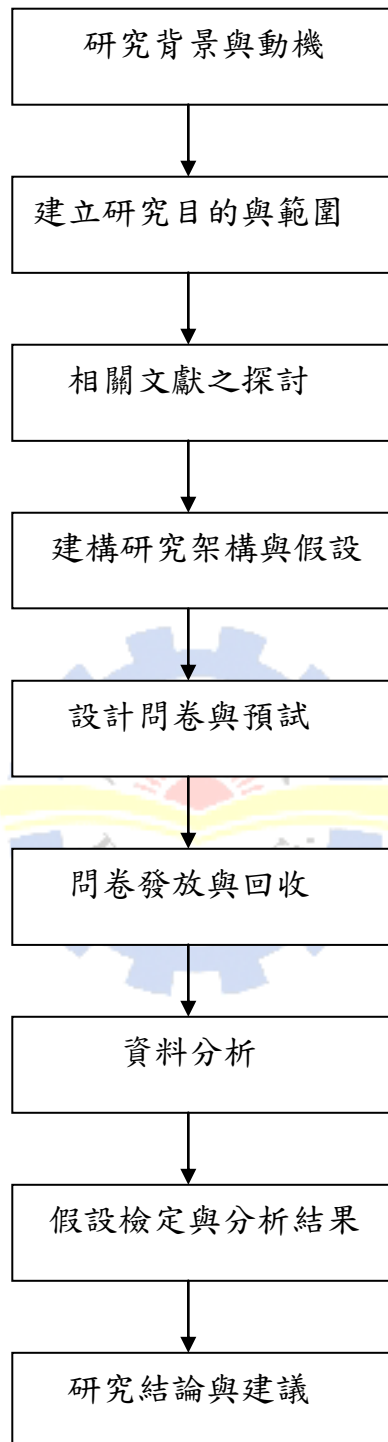 研究背景與動機
建立研究目的與範圍
相關文獻之探討
建構研究架構與假設
設計問卷與預試
問卷發放與回收
資料分析
假設檢定與分析結果
研究結論與建議